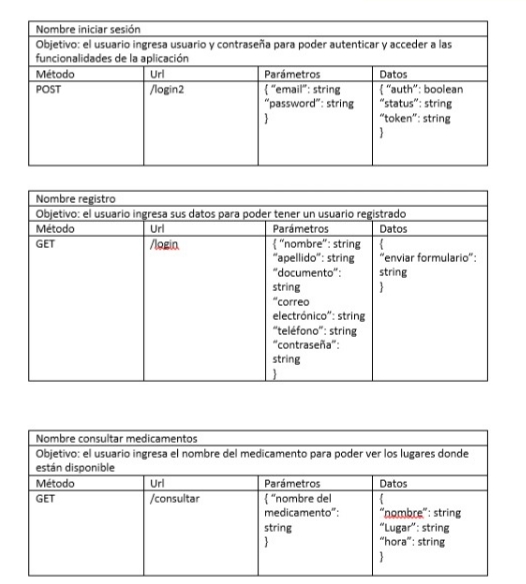 Nombre iniciar sesión
Objetivo: el usuario ingresa usuario y contraseña para poder autenticar y acceder a las
funcionalidades de la aplicación
Método Url Parámetros Datos
POST /login2 { "email": string { "auth": boolean
"password": string "status": string
} "token": string
}
Nombre registro
Objetivo: el usuario ingresa sus datos para poder tener un usuario registrado
Método Url Parámetros Datos
GET /login { "nombre": string {
"apellido": string "enviar formulario":
"documento": string
string }
"correo
electrónico": string
"teléfono": string
"contraseña":
string
}
Nombre consultar medicamentos
Objetivo: el usuario ingresa el nombre del medicamento para poder ver los lugares donde
están disponible
Método Url Parámetros Datos
GET /consultar { "nombre del {
medicamento": "nombre": string
string "Lugar": string
} "hora": string
}